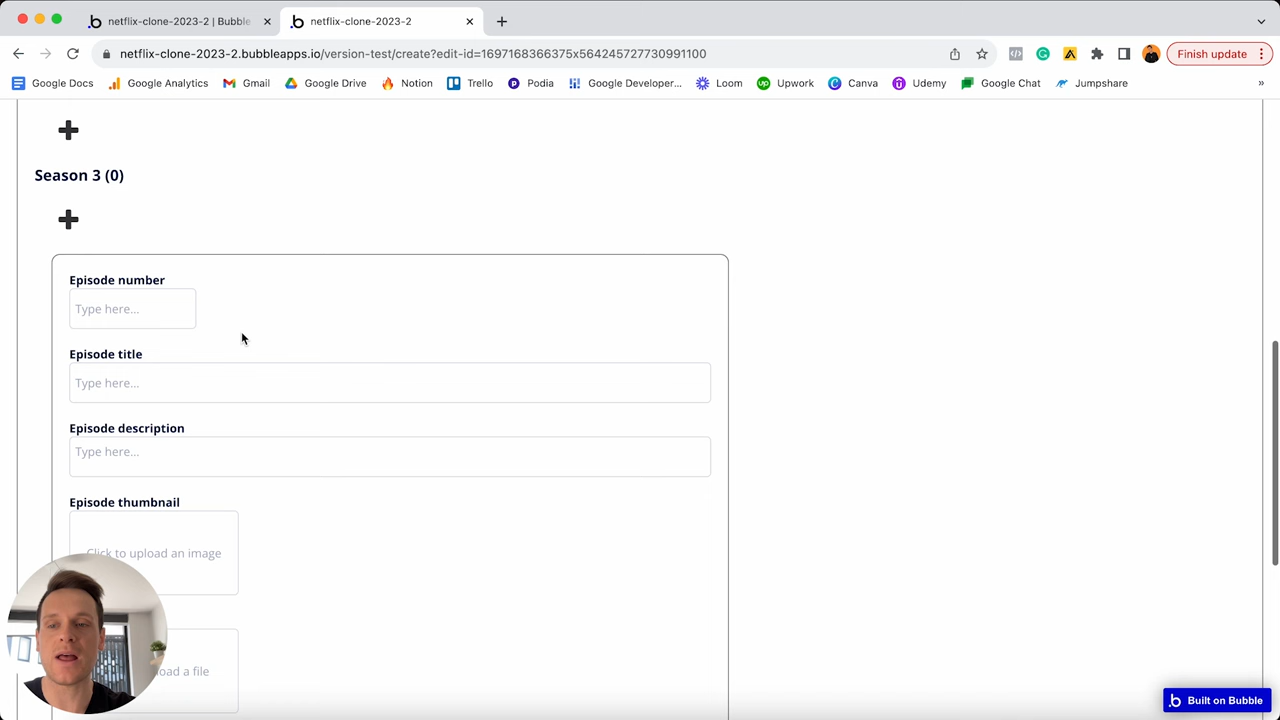 netflix-clone-2023-2 | Bubble
netflix-clone-2023-2
netflix-clone-2023-2.bubbleapps.io/version-test/create?edit-id=1697168366375x564245727730991100
Finish update
Google Docs Google Analytics Gmail Google Drive Notion Trello Podia Google Developer... Loom Upwork Canva Udemy Google Chat Jumpshare »
Season 3 (0)
Episode number
Type here...
Episode title
Type here...
Episode description
Type here...
Episode thumbnail
Click to upload an image
oad a file
Built on Bubble